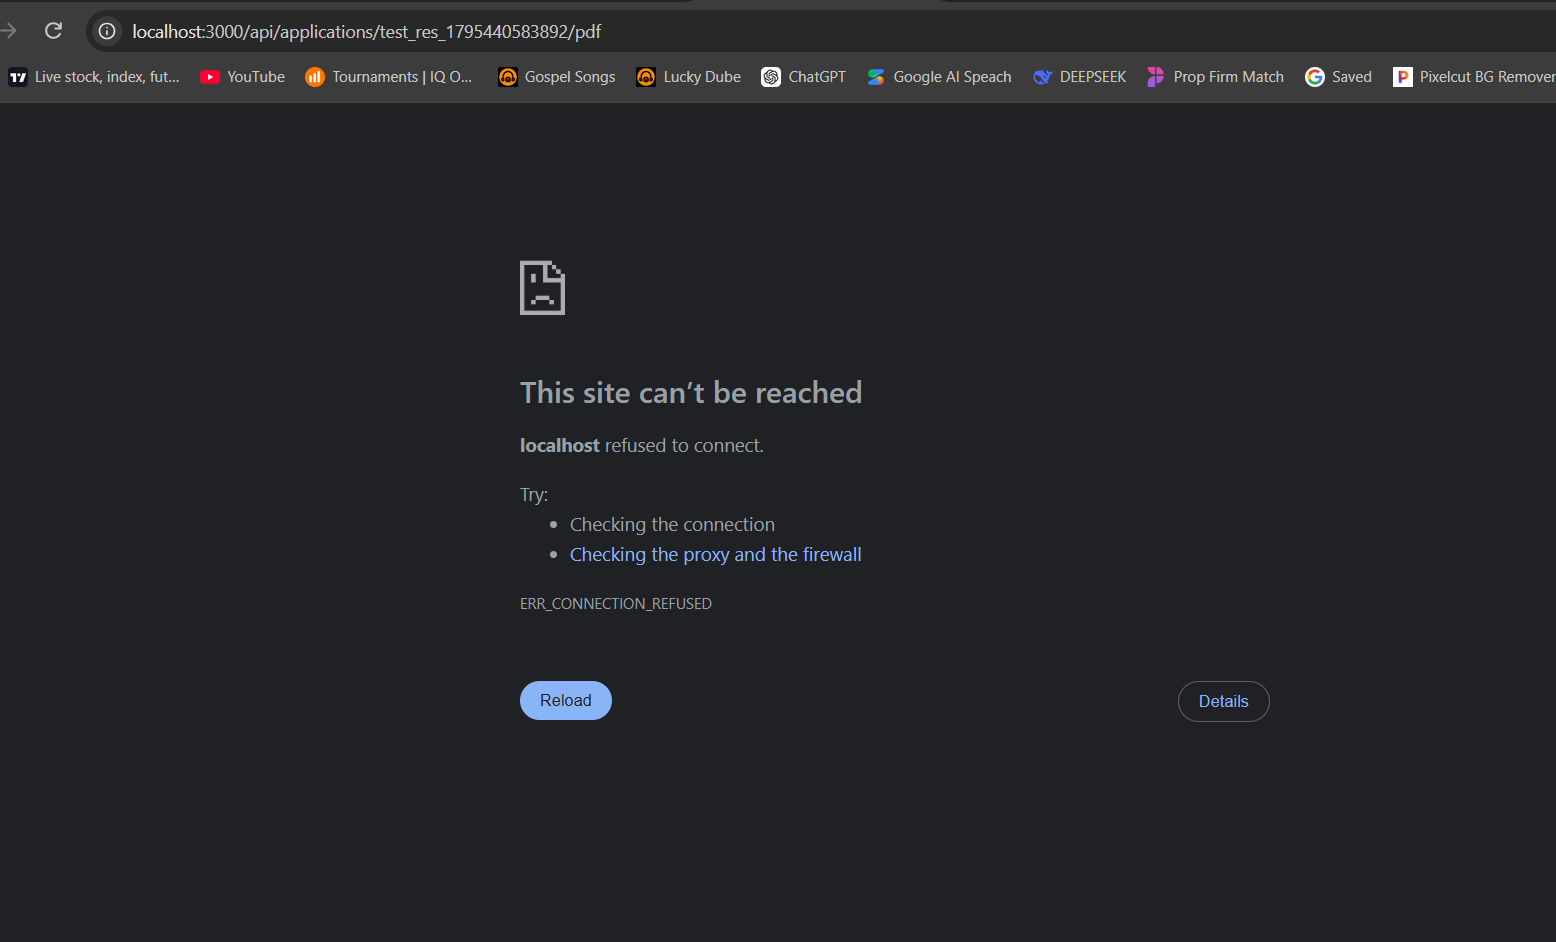 localhost:3000/api/applications/test_res_1795440583892/pdf
Live stock, index, fut... YouTube Tournaments | IQ O... Gospel Songs Lucky Dube ChatGPT Google AI Speach DEEPSEEK Prop Firm Match Saved Pixelcut BG Remover
This site can’t be reached
localhost refused to connect.
Try:
• Checking the connection
• Checking the proxy and the firewall
ERR_CONNECTION_REFUSED
Reload Details